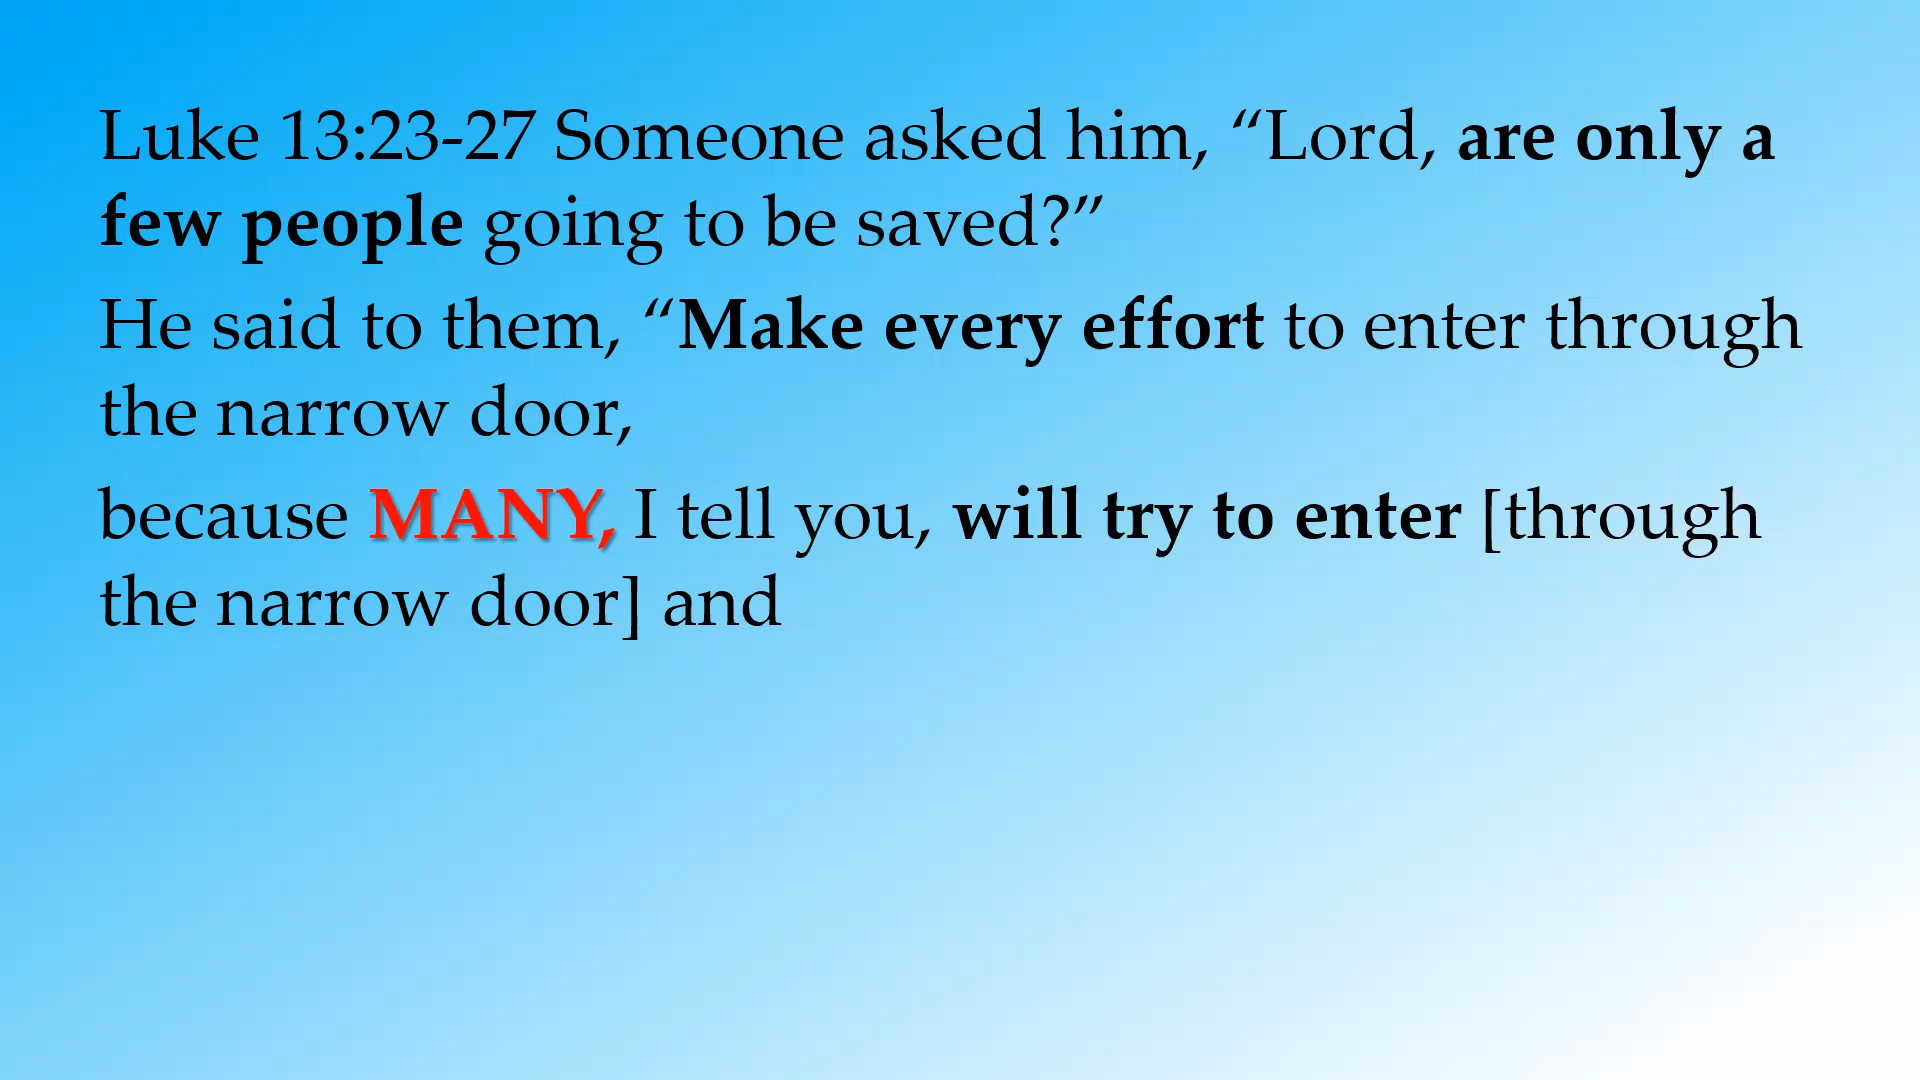 Luke 13:23-27 Someone asked him, “Lord, are only a
few people going to be saved?”
He said to them, “Make every effort to enter through
the narrow door,
because MANY, I tell you, will try to enter [through
the narrow door] and